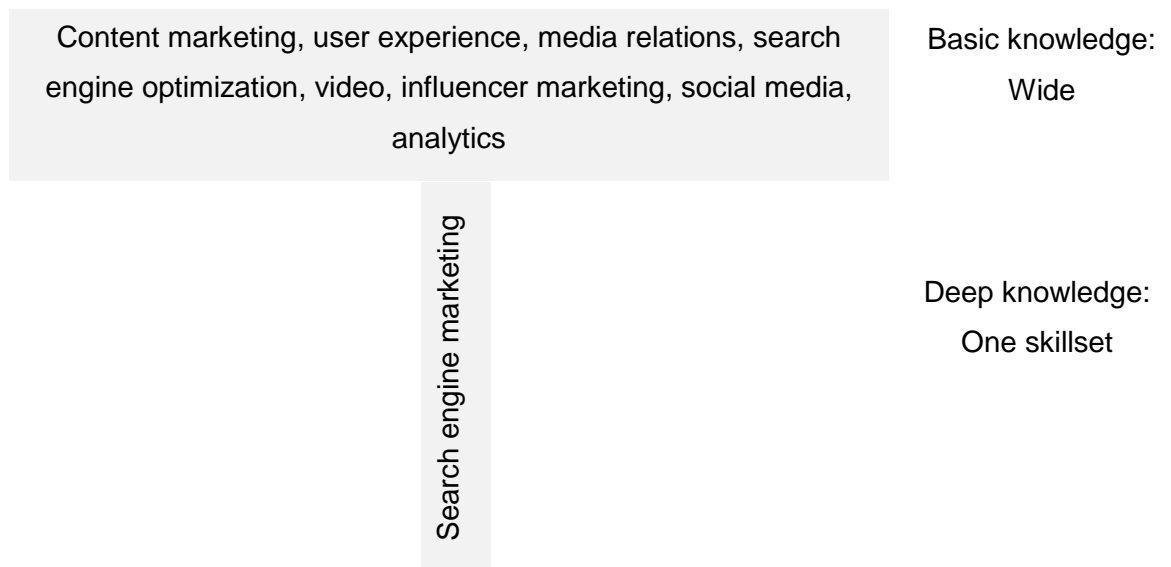 Content marketing, user experience, media relations, search
engine optimization, video, influencer marketing, social media,
analytics
Basic knowledge:
Wide
Search engine marketing
Deep knowledge:
One skillset